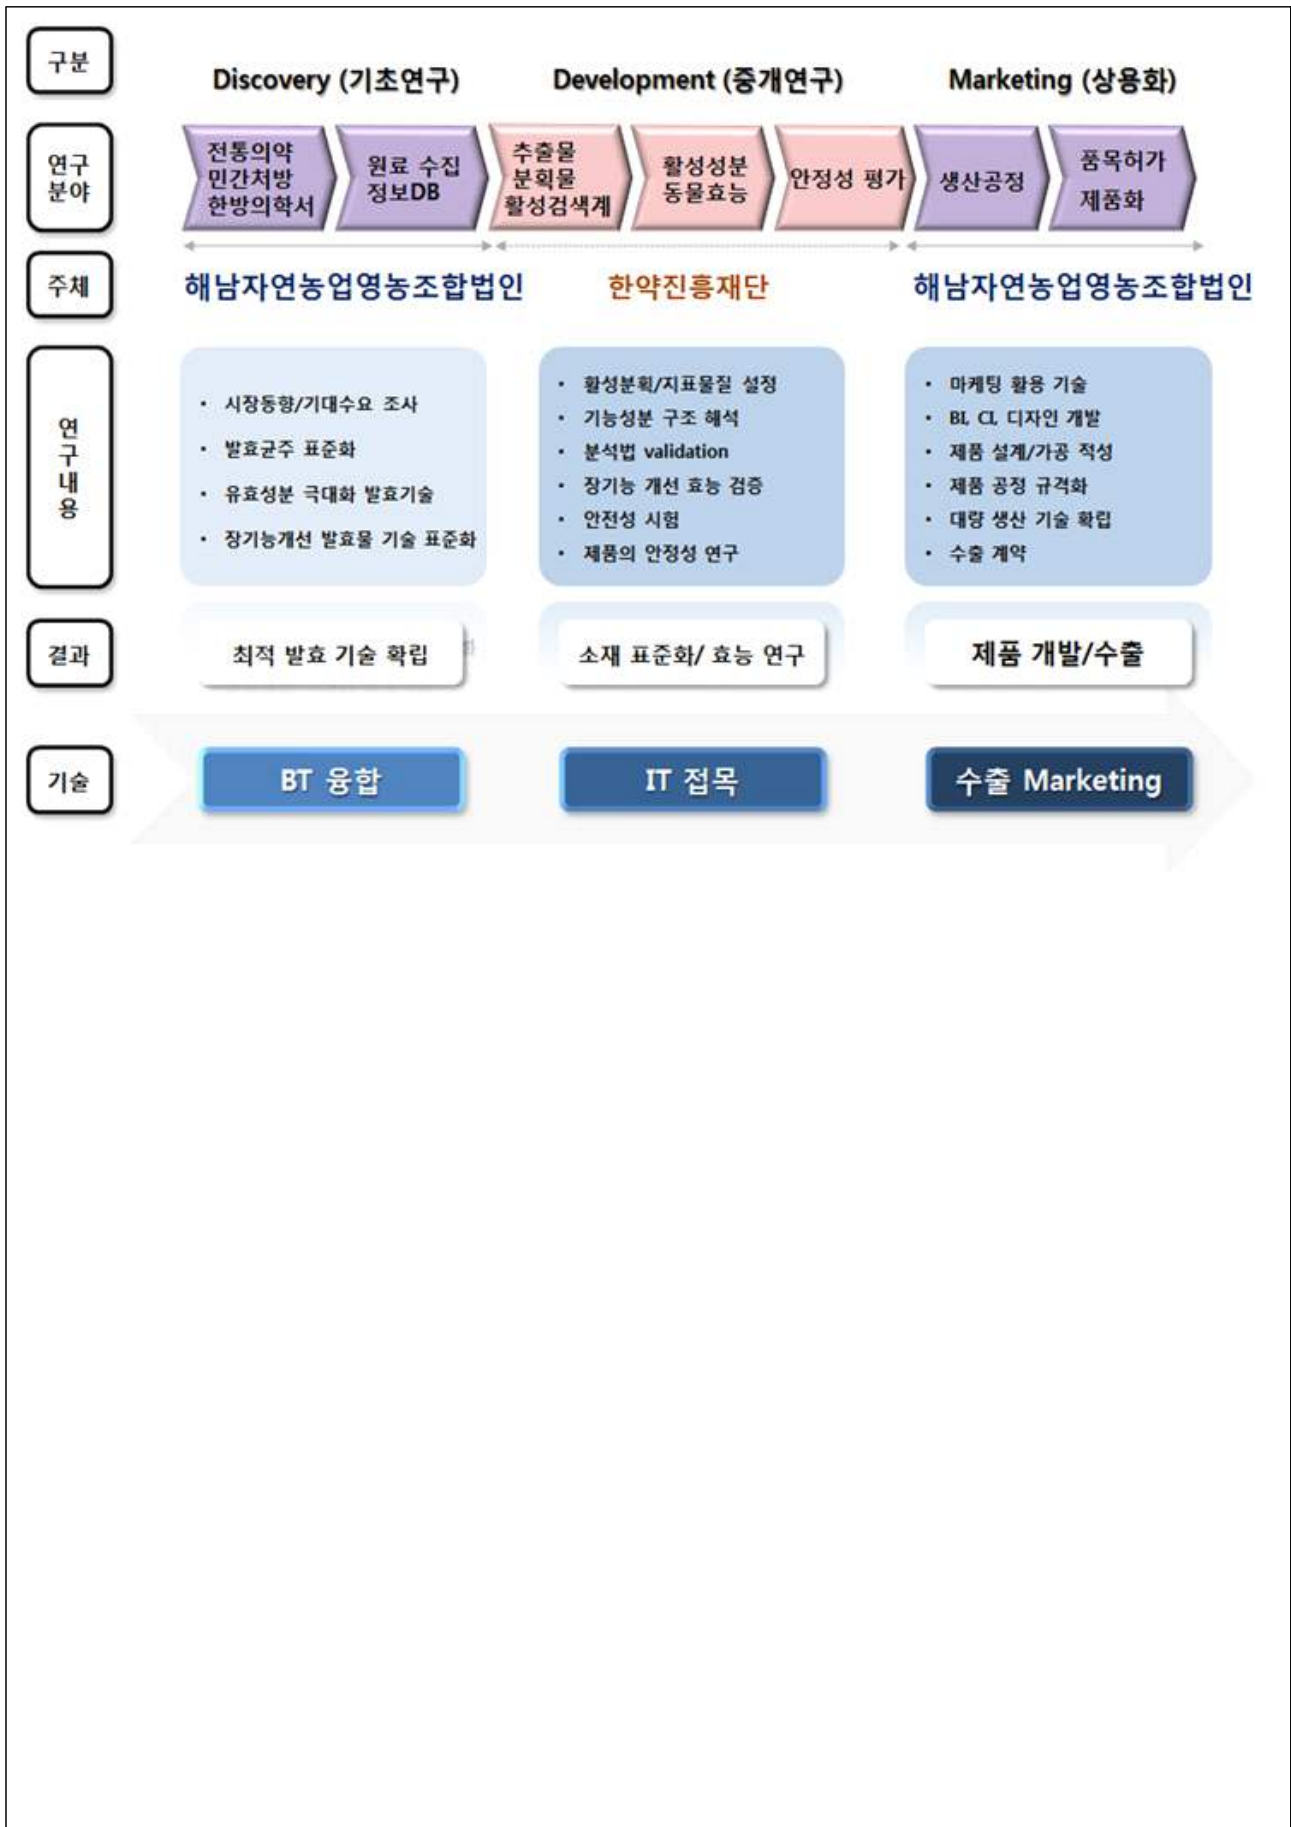 구분
Discovery (기초연구)
Development (중개연구)
Marketing (상용화)
연구
분야
전통의약
민간처방
한방의학서
원료 수집
정보DB
추출물
분획물
활성검색계
활성성분
동물효능
안정성 평가
생산공정
품목허가
제품화
주체
해남자연농업영농조합법인
한약진흥재단
해남자연농업영농조합법인
연
구
내
용
• 시장동향/기대수요 조사
• 발효균주 표준화
• 유효성분 극대화 발효기술
• 장기능개선 발효물 기술 표준화
• 활성분획/지표물질 설정
• 기능성분 구조 해석
• 분석법 validation
• 장기능 개선 효능 검증
• 안전성 시험
• 제품의 안정성 연구
• 마케팅 활용 기술
• BI, CI, 디자인 개발
• 제품 설계/가공 적성
• 제품 공정 규격화
• 대량 생산 기술 확립
• 수출 계약
결과
최적 발효 기술 확립
소재 표준화/ 효능 연구
제품 개발/수출
기술
BT 융합
IT 접목
수출 Marketing